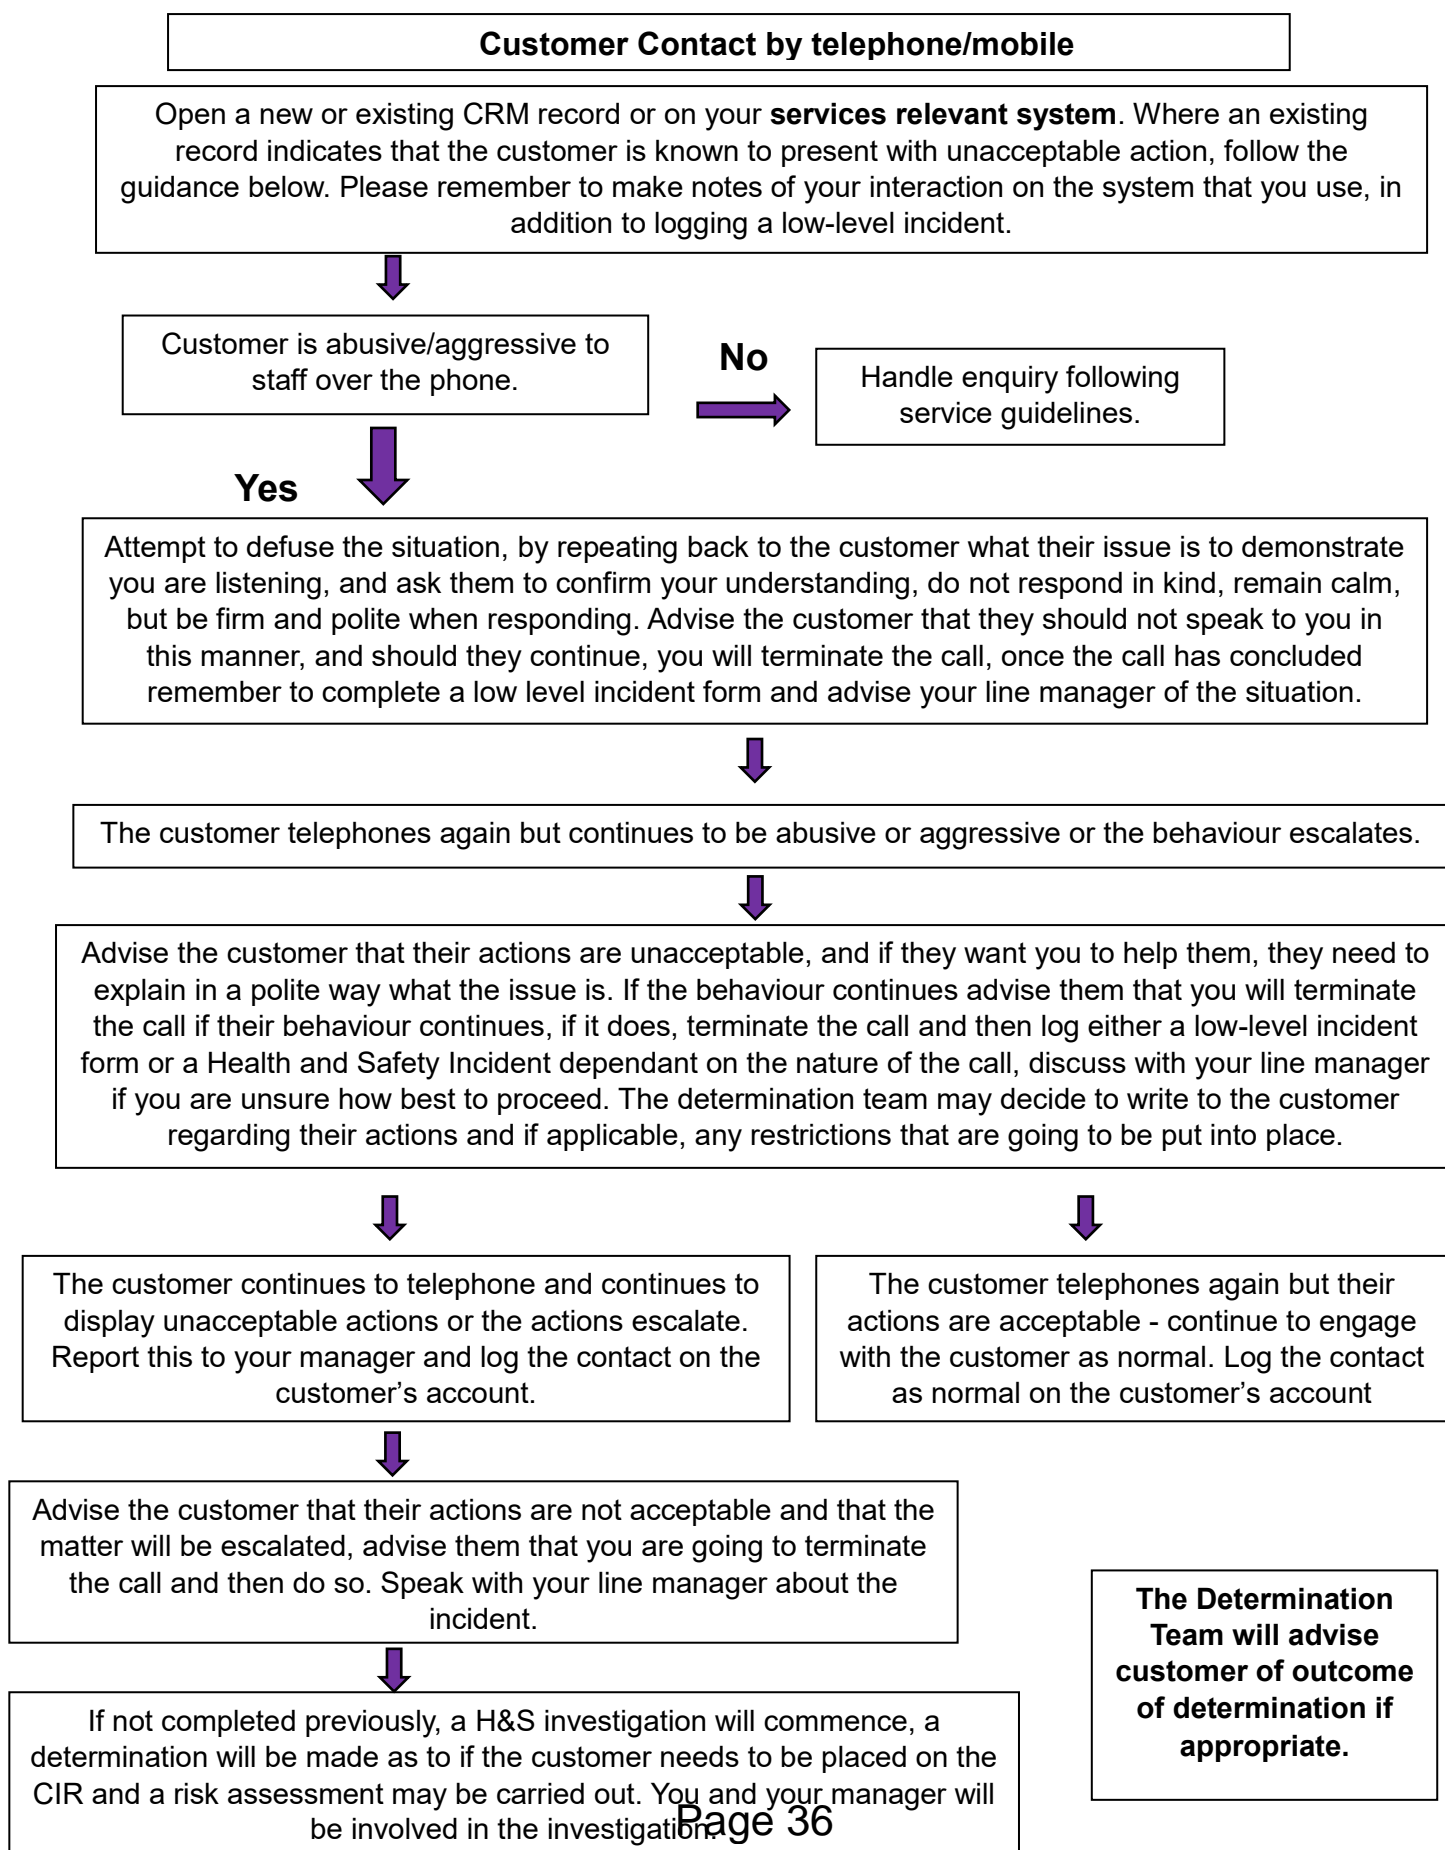 Customer Contact by telephone/mobile
Open a new or existing CRM record or on your services relevant system. Where an existing
record indicates that the customer is known to present with unacceptable action, follow the
guidance below. Please remember to make notes of your interaction on the system that you use, in
addition to logging a low-level incident.
Customer is abusive/aggressive to
staff over the phone.
No
Handle enquiry following
service guidelines.
Yes
Attempt to defuse the situation, by repeating back to the customer what their issue is to demonstrate
you are listening, and ask them to confirm your understanding, do not respond in kind, remain calm,
but be firm and polite when responding. Advise the customer that they should not speak to you in
this manner, and should they continue, you will terminate the call, once the call has concluded
remember to complete a low level incident form and advise your line manager of the situation.
The customer telephones again but continues to be abusive or aggressive or the behaviour escalates.
Advise the customer that their actions are unacceptable, and if they want you to help them, they need to
explain in a polite way what the issue is. If the behaviour continues advise them that you will terminate
the call if their behaviour continues, if it does, terminate the call and then log either a low-level incident
form or a Health and Safety Incident dependant on the nature of the call, discuss with your line manager
if you are unsure how best to proceed. The determination team may decide to write to the customer
regarding their actions and if applicable, any restrictions that are going to be put into place.
The customer continues to telephone and continues to
display unacceptable actions or the actions escalate.
Report this to your manager and log the contact on the
customer's account.
The customer telephones again but their
actions are acceptable - continue to engage
with the customer as normal. Log the contact
as normal on the customer's account
Advise the customer that their actions are not acceptable and that the
matter will be escalated, advise them that you are going to terminate
the call and then do so. Speak with your line manager about the
incident.
The Determination
Team will advise
customer of outcome
of determination if
appropriate.
If not completed previously, a H&S investigation will commence, a
determination will be made as to if the customer needs to be placed on the
CIR and a risk assessment may be carried out. You and your manager will
be involved in the investigation.
Page 36